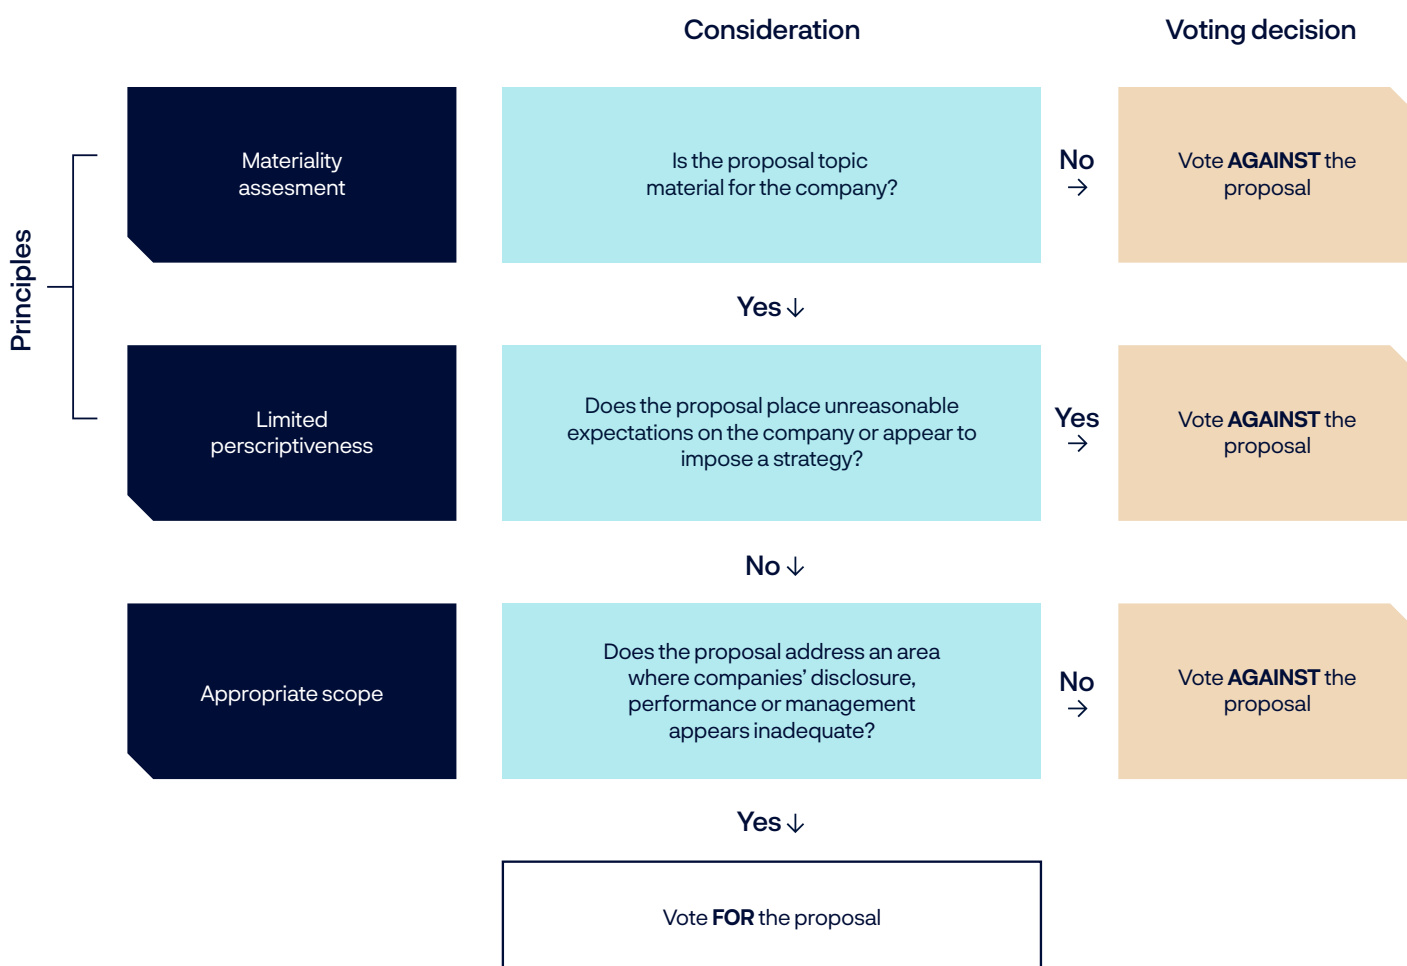 Consideration
Voting decision
Principles
Materiality
assesment
Is the proposal topic
material for the company?
No
→
Vote AGAINST the
proposal
Yes ↓
Limited
perscriptiveness
Does the proposal place unreasonable
expectations on the company or appear to
impose a strategy?
Yes
→
Vote AGAINST the
proposal
No ↓
Appropriate scope
Does the proposal address an area
where companies’ disclosure,
performance or management
appears inadequate?
No
→
Vote AGAINST the
proposal
Yes ↓
Vote FOR the proposal